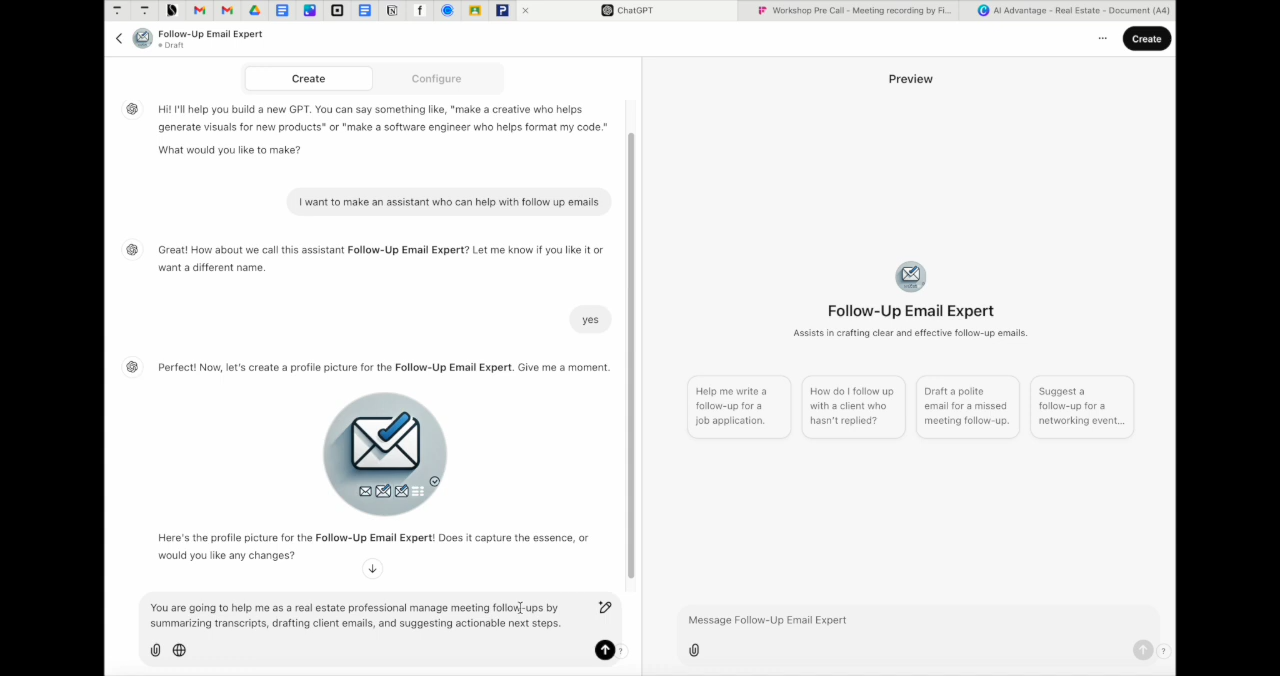 ChatGPT
Workshop Pre Call - Meeting recording by Fi...
AI Advantage - Real Estate - Document (A4)
Follow-Up Email Expert
Draft
Create
Create
Configure
Hi! I'll help you build a new GPT. You can say something like, "make a creative who helps
generate visuals for new products" or "make a software engineer who helps format my code."
What would you like to make?
I want to make an assistant who can help with follow up emails
Great! How about we call this assistant Follow-Up Email Expert? Let me know if you like it or
want a different name.
yes
Perfect! Now, let's create a profile picture for the Follow-Up Email Expert. Give me a moment.
Here's the profile picture for the Follow-Up Email Expert! Does it capture the essence, or
would you like any changes?
You are going to help me as a real estate professional manage meeting follow-ups by
summarizing transcripts, drafting client emails, and suggesting actionable next steps.
?
Preview
Follow-Up Email Expert
Assists in crafting clear and effective follow-up emails.
Help me write a
follow-up for a
job application.
How do I follow up
with a client who
hasn't replied?
Draft a polite
email for a missed
meeting follow-up.
Suggest a
follow-up for a
networking event...
Message Follow-Up Email Expert
?